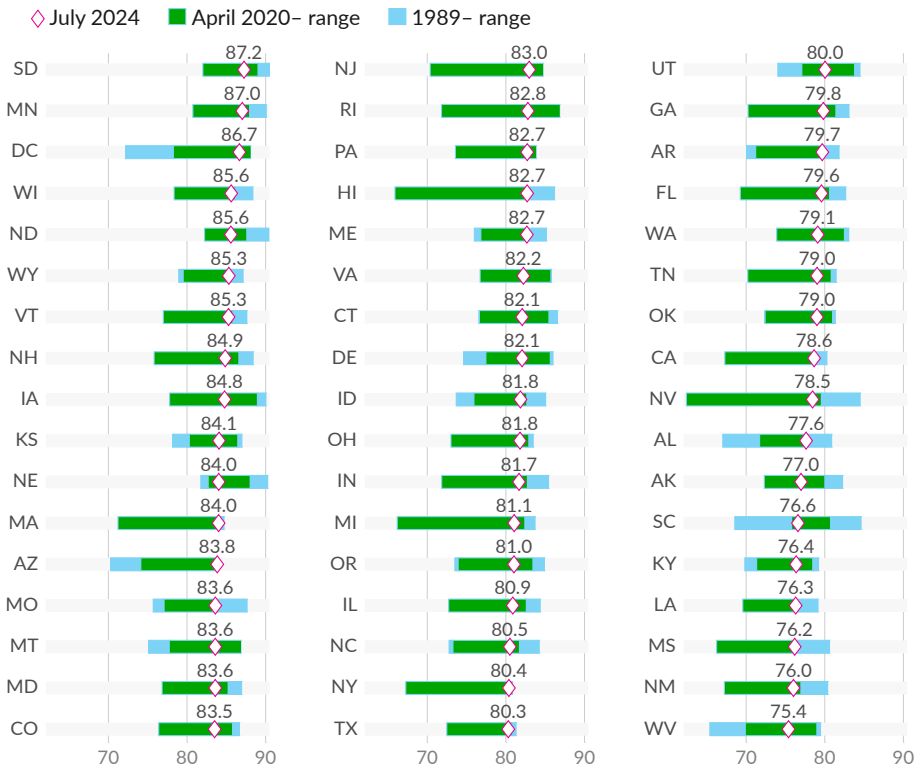 July 2024 April 2020– range 1989– range
87.2 83.0 80.0
SD NJ UT
87.0 82.8 79.8
MN RI GA
86.7 82.7 79.7
DC PA AR
85.6 82.7 79.6
WI HI FL
85.6 82.7 79.1
ND ME WA
85.3 82.2 79.0
WY VA TN
85.3 82.1 79.0
VT CT OK
84.9 82.1 78.6
NH DE CA
84.8 81.8 78.5
IA ID NV
84.1 81.8 77.6
KS OH AL
84.0 81.7 77.0
NE IN AK
84.0 81.1 76.6
MA MI SC
83.8 81.0 76.4
AZ OR KY
83.6 80.9 76.3
MO IL LA
83.6 80.5 76.2
MT NC MS
83.6 80.4 76.0
MD NY NM
83.5 80.3 75.4
CO TX WV
70 80 90 70 80 90 70 80 90